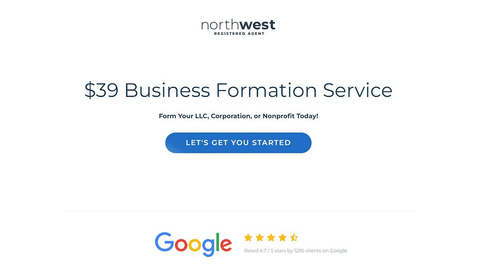 northwest
REGISTERED AGENT
$39 Business Formation Service
Form Your LLC, Corporation, or Nonprofit Today!
LET'S GET YOU STARTED
Google
Rated 4.7 / 5 stars by clients on Google